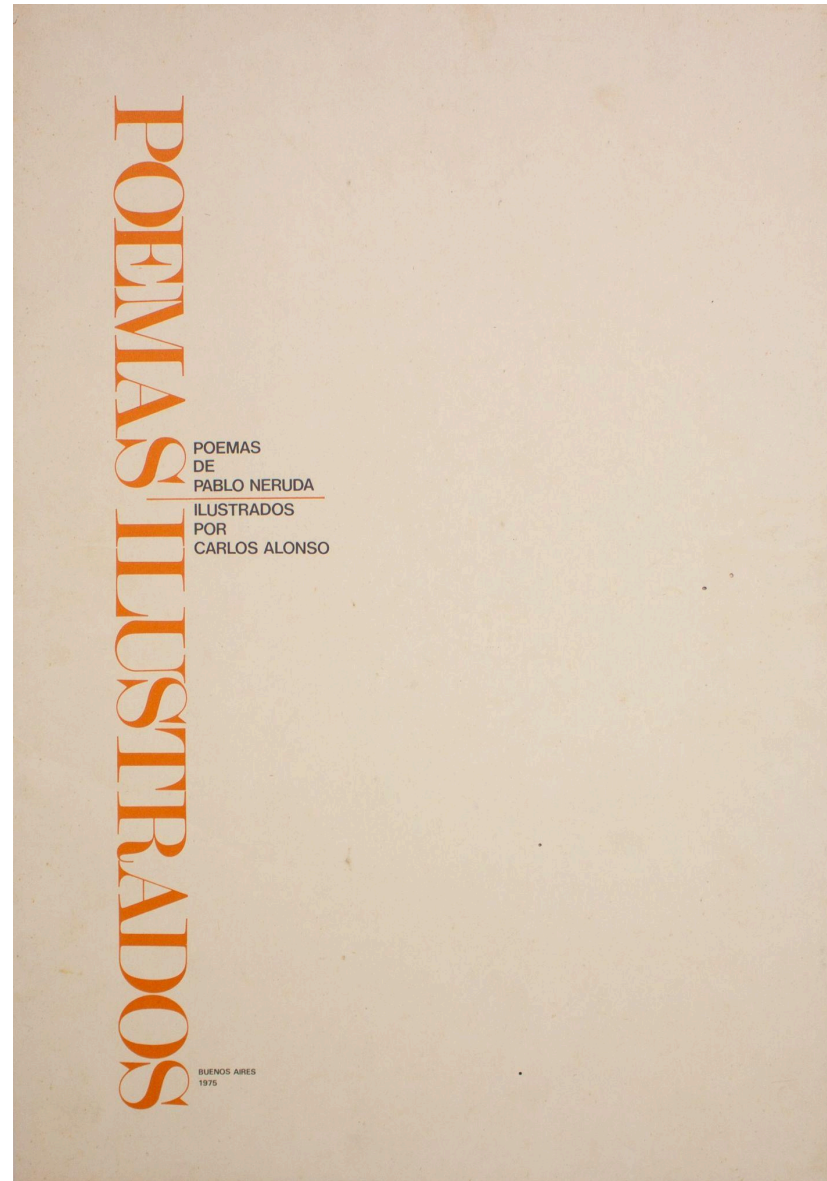 POEMAS ILUSTRADOS
POEMAS
DE
PABLO NERUDA
ILUSTRADOS
POR
CARLOS ALONSO
BUENOS AIRES
1975